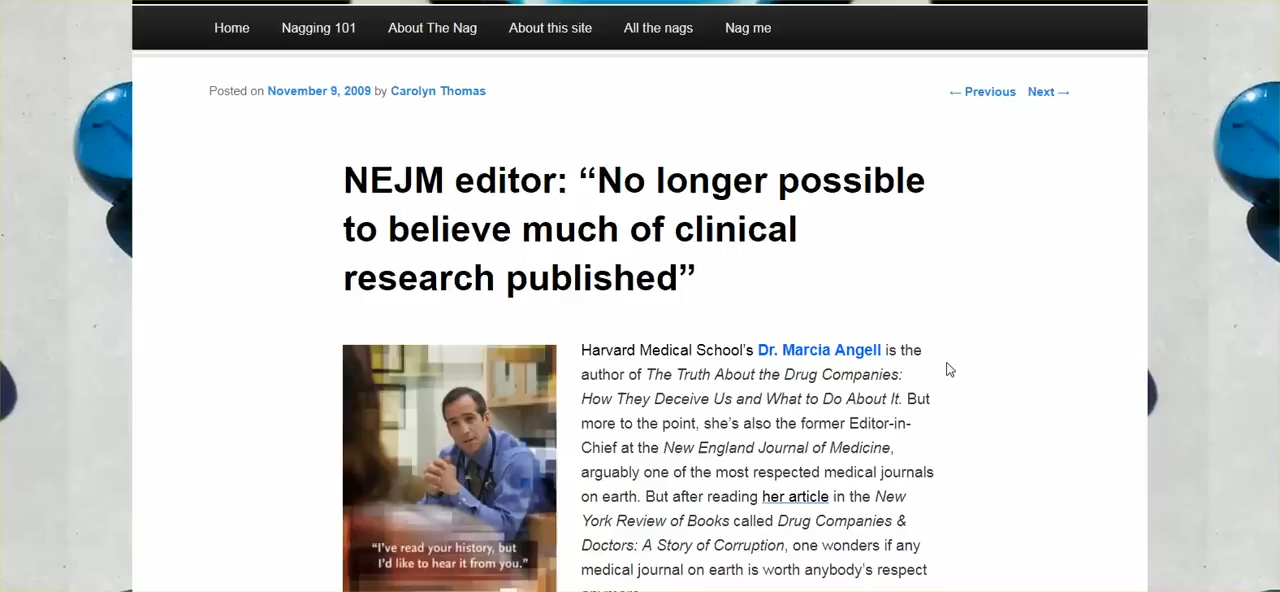 Home Nagging 101 About The Nag About this site All the nags Nag me
Posted on November 9, 2009 by Carolyn Thomas
← Previous Next →
NEJM editor: “No longer possible
to believe much of clinical
research published”
Harvard Medical School’s Dr. Marcia Angell is the
author of The Truth About the Drug Companies:
How They Deceive Us and What to Do About It. But
more to the point, she’s also the former Editor-in-
Chief at the New England Journal of Medicine,
arguably one of the most respected medical journals
on earth. But after reading her article in the New
York Review of Books called Drug Companies &
Doctors: A Story of Corruption, one wonders if any
medical journal on earth is worth anybody’s respect
“I’ve read your history, but
I’d like to hear it from you.”